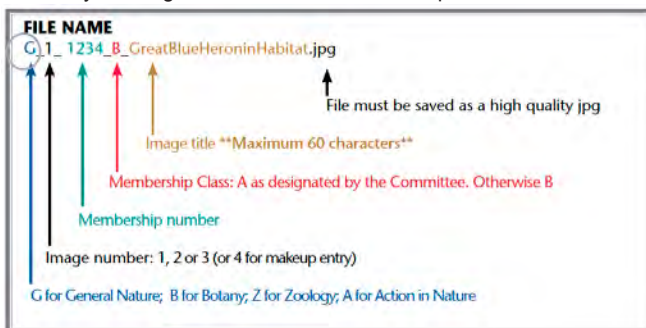 FILE NAME
G_1_ 1234_B_GreatBlueHeroninHabitat.jpg
File must be saved as a high quality jpg
Image title **Maximum 60 characters**
Membership Class: A as designated by the Committee. Otherwise B
Membership number
Image number: 1, 2 or 3 (or 4 for makeup entry)
G for General Nature; B for Botany; Z for Zoology; A for Action in Nature